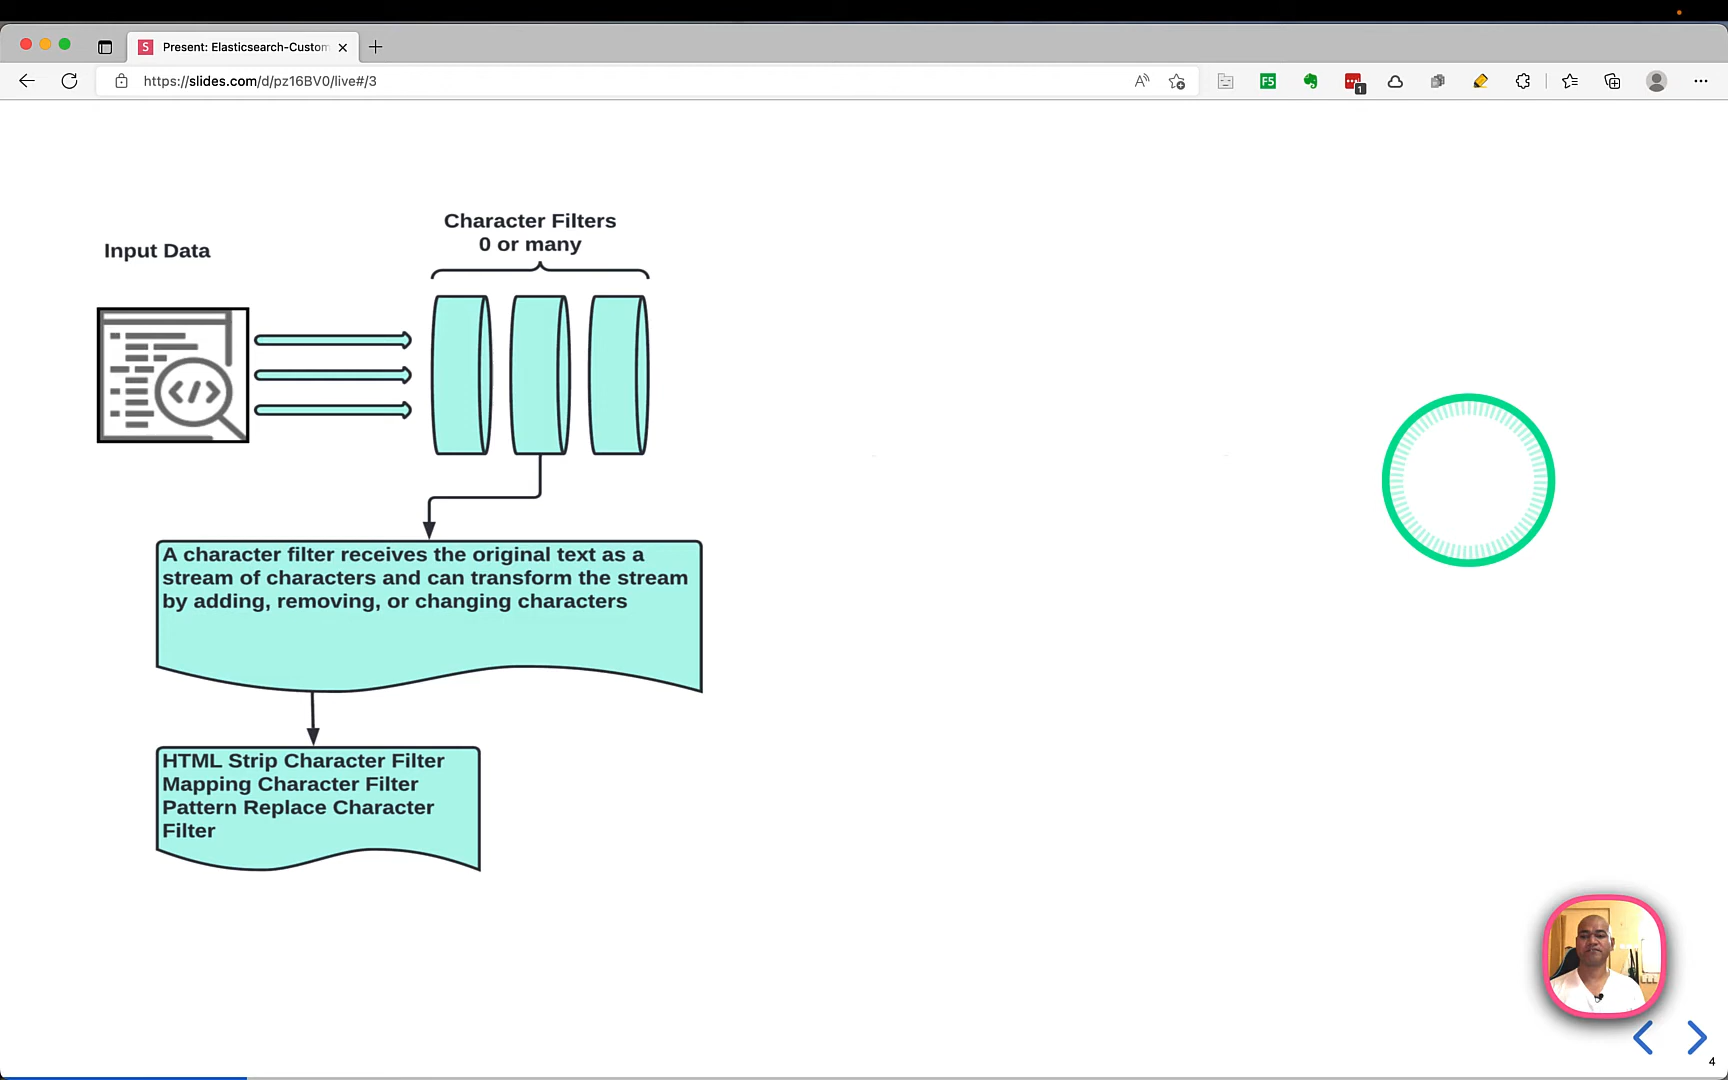 Present: Elasticsearch-Custom
https://slides.com/d/pz16BV0/live#/3
A
F5
1
Input Data
Character Filters
0 or many
</>
A character filter receives the original text as a
stream of characters and can transform the stream
by adding, removing, or changing characters
HTML Strip Character Filter
Mapping Character Filter
Pattern Replace Character
Filter
4